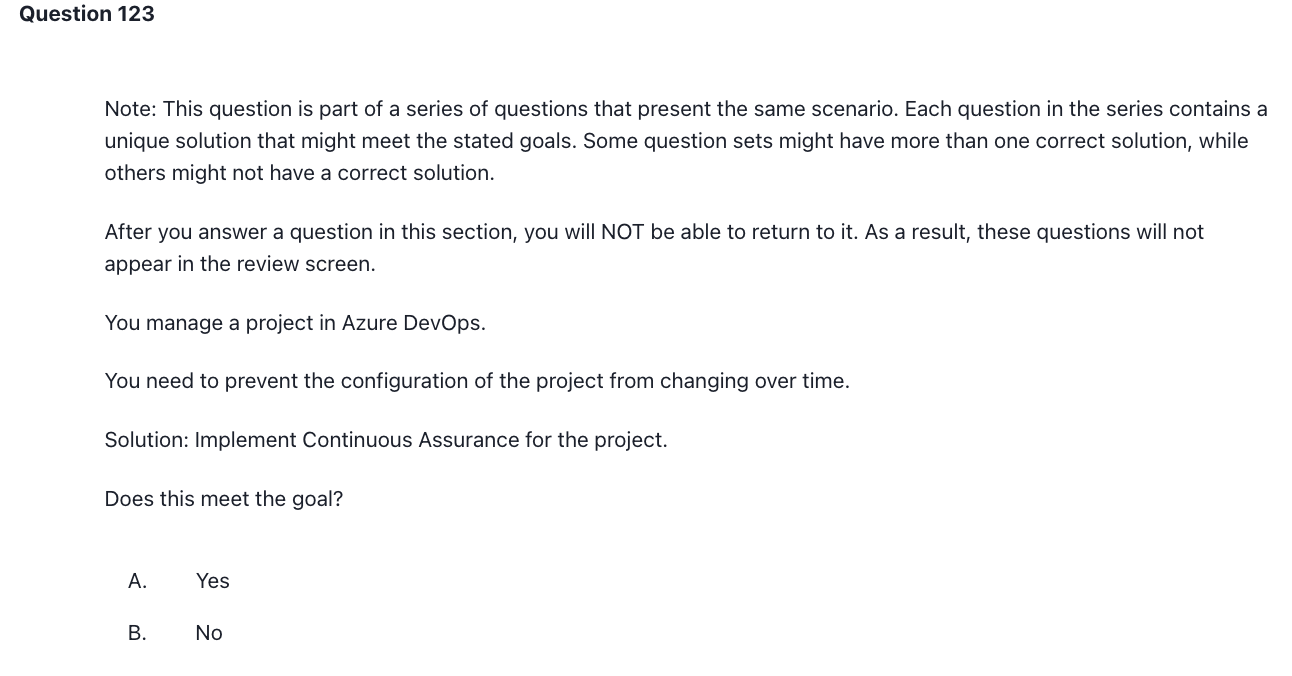 Question 123
Note: This question is part of a series of questions that present the same scenario. Each question in the series contains a
unique solution that might meet the stated goals. Some question sets might have more than one correct solution, while
others might not have a correct solution.
After you answer a question in this section, you will NOT be able to return to it. As a result, these questions will not
appear in the review screen.
You manage a project in Azure DevOps.
You need to prevent the configuration of the project from changing over time.
Solution: Implement Continuous Assurance for the project.
Does this meet the goal?
A. Yes
B. No